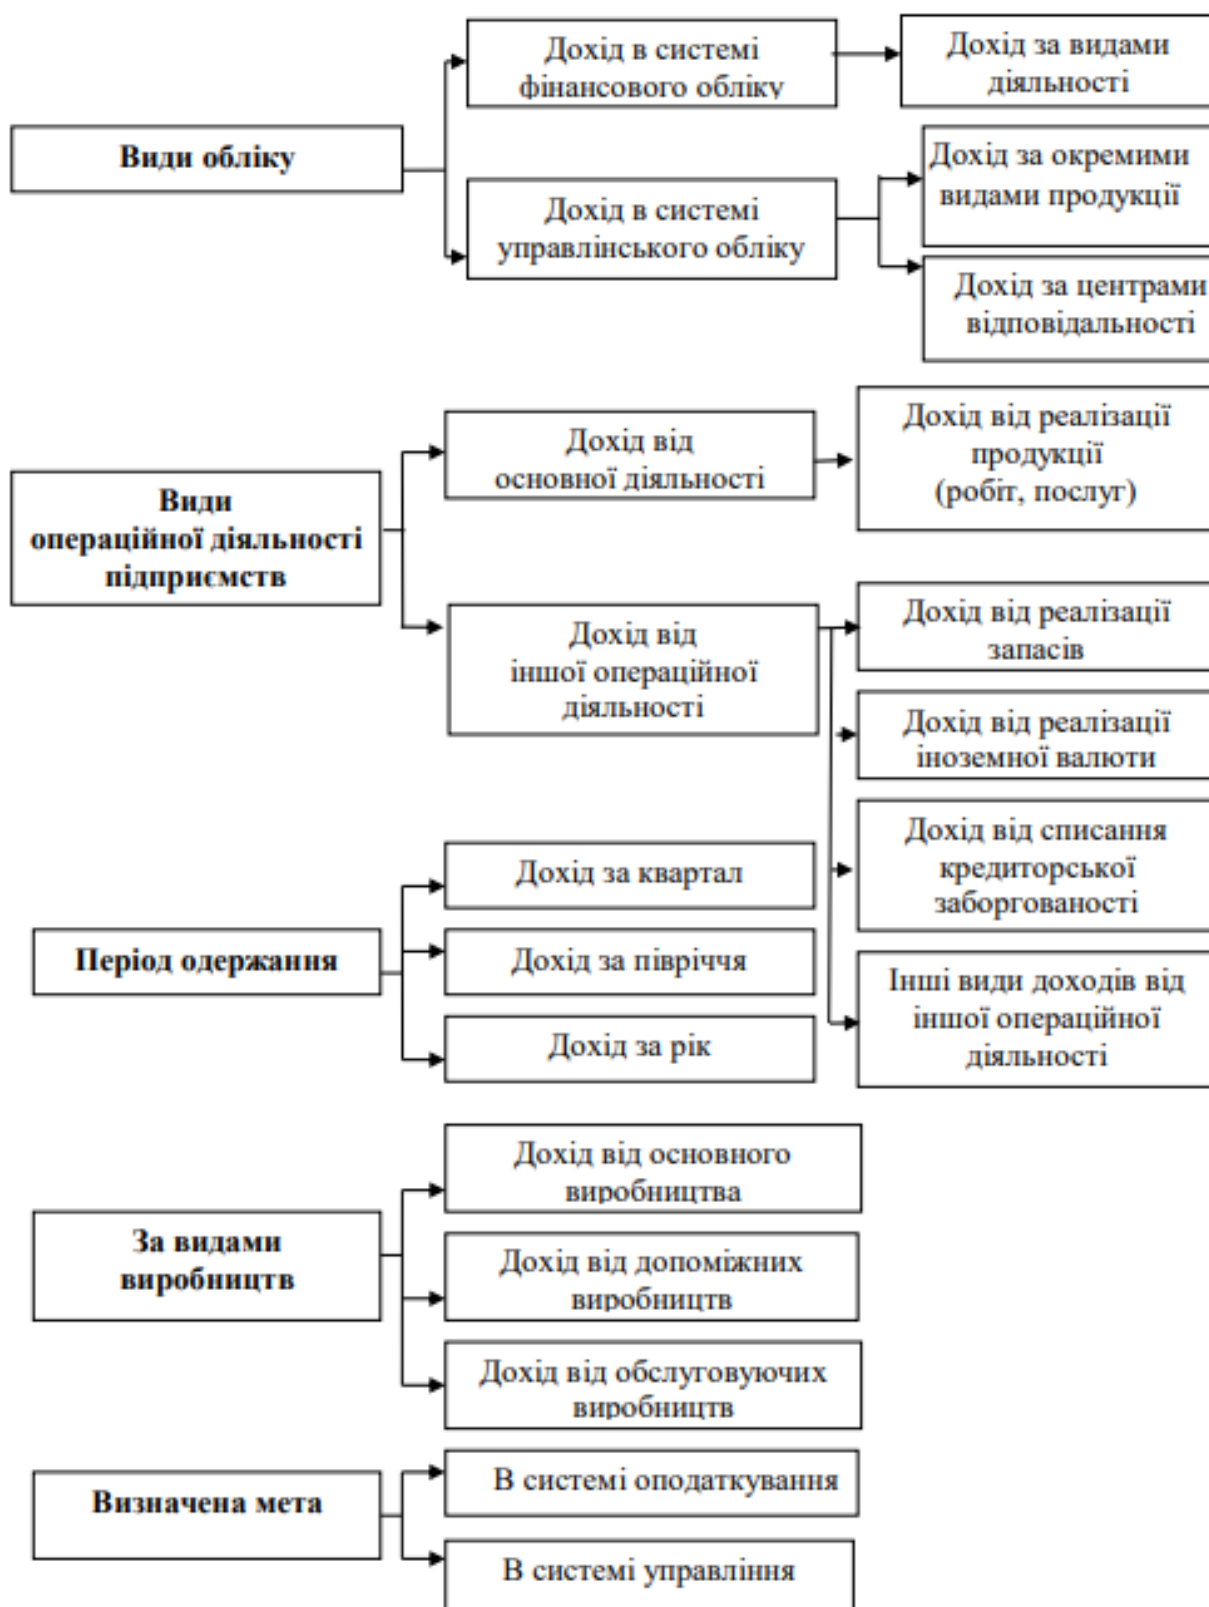 Види обліку
Дохід в системі
фінансового обліку
Дохід за видами
діяльності
Дохід в системі
управлінського обліку
Дохід за окремими
видами продукції
Дохід за центрами
відповідальності
Види
операційної діяльності
підприємств
Дохід від
основної діяльності
Дохід від реалізації
продукції
(робіт, послуг)
Дохід від
іншої операційної
діяльності
Дохід від реалізації
запасів
Дохід від реалізації
іноземної валюти
Дохід від списання
кредиторської
заборгованості
Інші види доходів від
іншої операційної
діяльності
Період одержання
Дохід за квартал
Дохід за півріччя
Дохід за рік
За видами
виробництв
Дохід від основного
виробництва
Дохід від допоміжних
виробництв
Дохід від обслуговуючих
виробництв
Визначена мета
В системі оподаткування
В системі управління